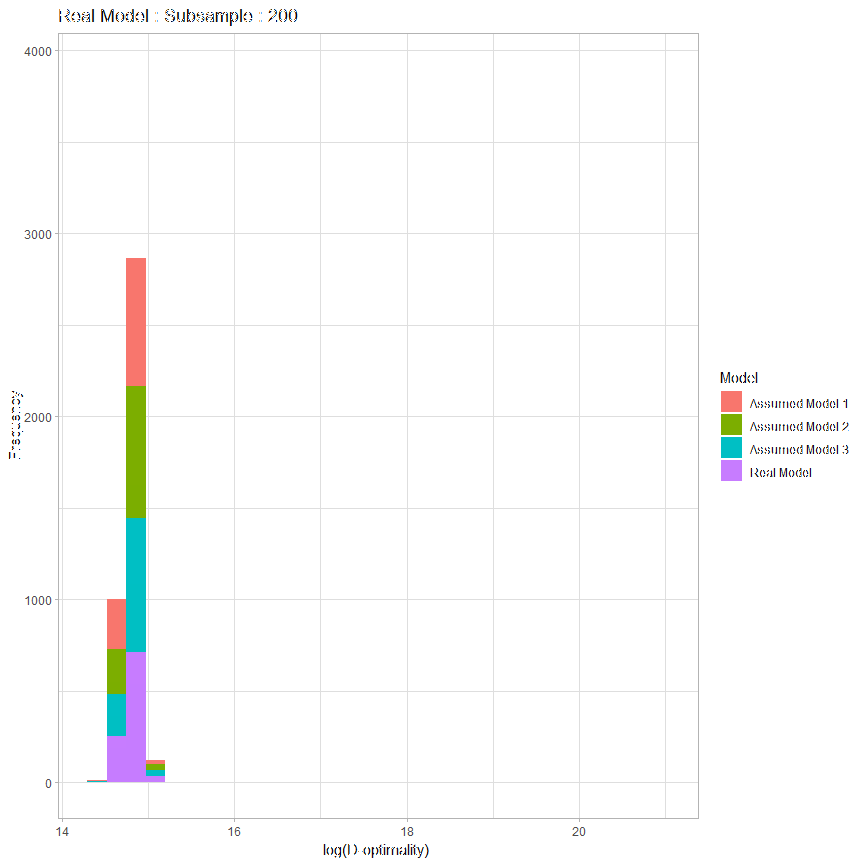 Real Model : Subsample : 200
4000
3000
2000
1000
0
Frequency
14
16
18
20
log(D-optimality)
Model
Assumed Model 1
Assumed Model 2
Assumed Model 3
Real Model